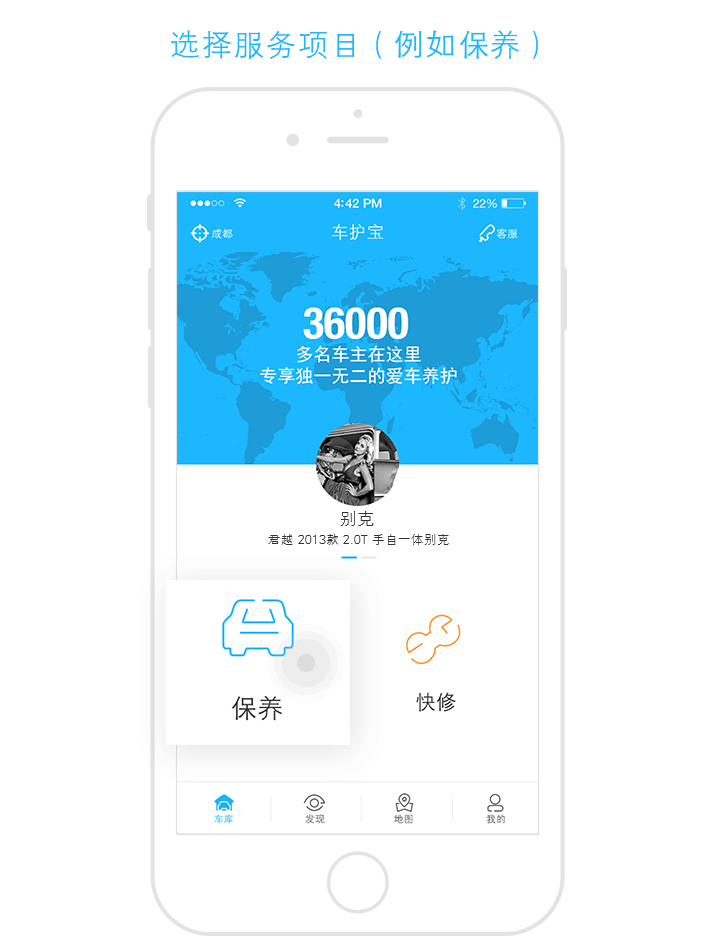 选择服务项目（例如保养）
4:42 PM
22%
成都
车护宝
客服
36000
多名车主在这里
专享独一无二的爱车养护
别克
君越 2013款 2.0T 手自一体别克
保养
快修
车库
发现
地图
我的